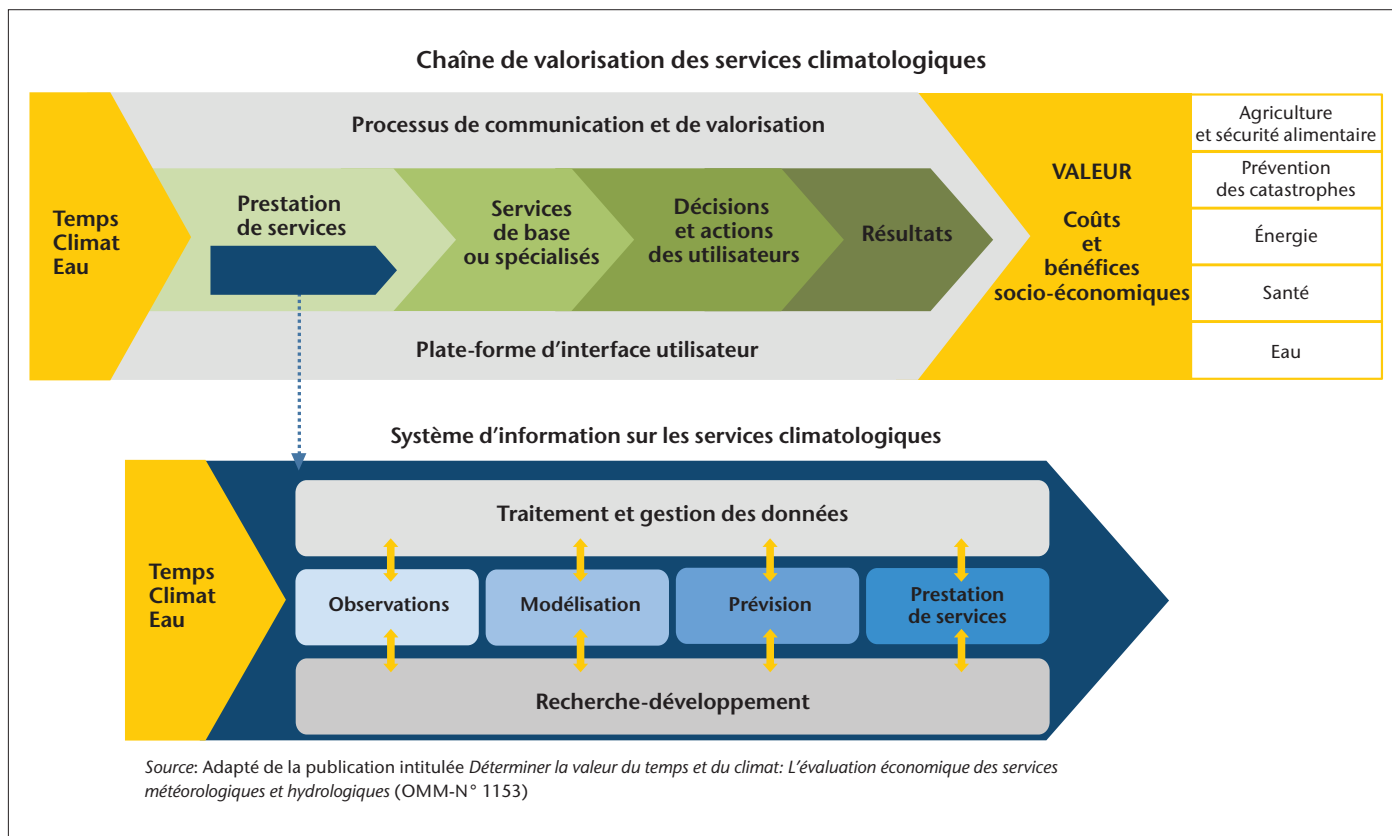 Chaîne de valorisation des services climatologiques
Processus de communication et de valorisation
Temps
Climat
Eau
Prestation
de services
Services
de base
ou spécialisés
Décisions
et actions
des utilisateurs
Résultats
Plate-forme d’interface utilisateur
VALEUR
Coûts
et
bénéfices
socio-économiques
Agriculture
et sécurité alimentaire
Prévention
des catastrophes
Énergie
Santé
Eau
Système d’information sur les services climatologiques
Temps
Climat
Eau
Traitement et gestion des données
Observations
Modélisation
Prévision
Prestation
de services
Recherche-développement
Source: Adapté de la publication intitulée Déterminer la valeur du temps et du climat: L’évaluation économique des services
météorologiques et hydrologiques (OMM-N° 1153)